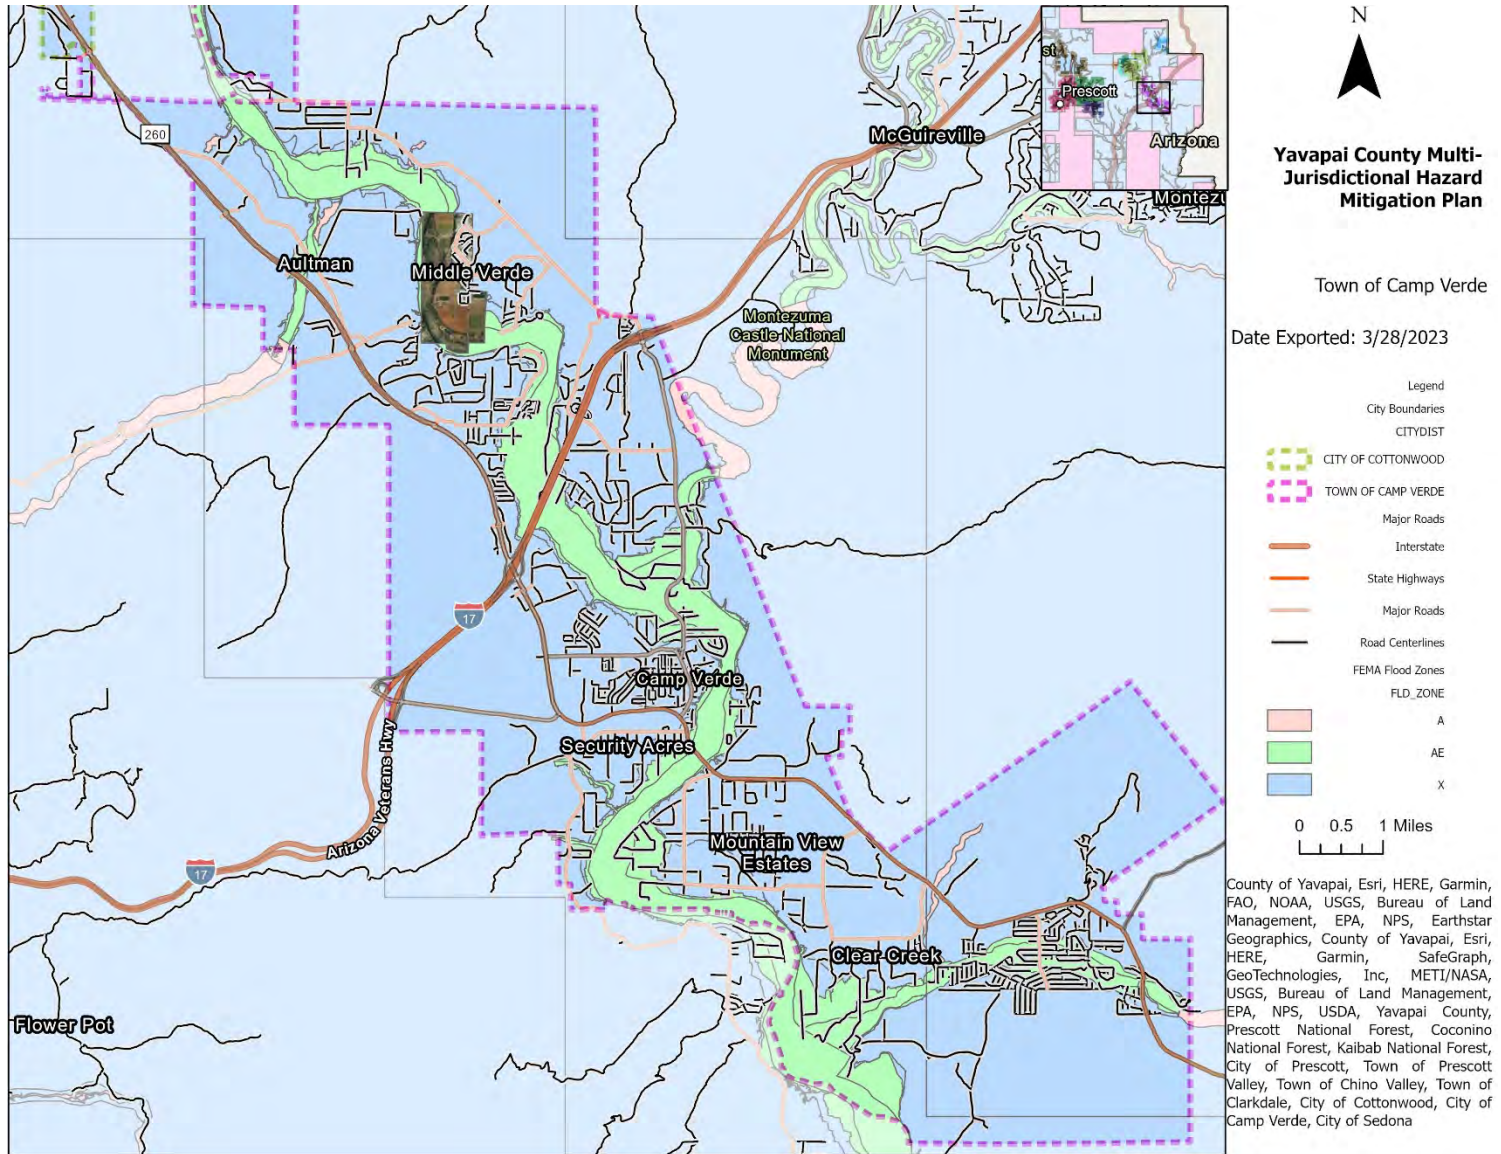 260
McGuireville
Aultman
Middle Verde
Montezuma
Castle National
Monument
17
Camp Verde
Security Acres
Arizona Veterans Hwy
17
Mountain View
Estates
Clear Creek
Flower Pot
st
Prescott
Arizona
Montezu
N
Yavapai County Multi-
Jurisdictional Hazard
Mitigation Plan
Town of Camp Verde
Date Exported: 3/28/2023
Legend
City Boundaries
CITYDIST
CITY OF COTTONWOOD
TOWN OF CAMP VERDE
Major Roads
Interstate
State Highways
Major Roads
Road Centerlines
FEMA Flood Zones
FLD_ZONE
A
AE
X
0 0.5 1 Miles
County of Yavapai, Esri, HERE, Garmin,
FAO, NOAA, USGS, Bureau of Land
Management, EPA, NPS, Earthstar
Geographics, County of Yavapai, Esri,
HERE, Garmin, SafeGraph,
GeoTechnologies, Inc, METI/NASA,
USGS, Bureau of Land Management,
EPA, NPS, USDA, Yavapai County,
Prescott National Forest, Coconino
National Forest, Kaibab National Forest,
City of Prescott, Town of Prescott
Valley, Town of Chino Valley, Town of
Clarkdale, City of Cottonwood, City of
Camp Verde, City of Sedona